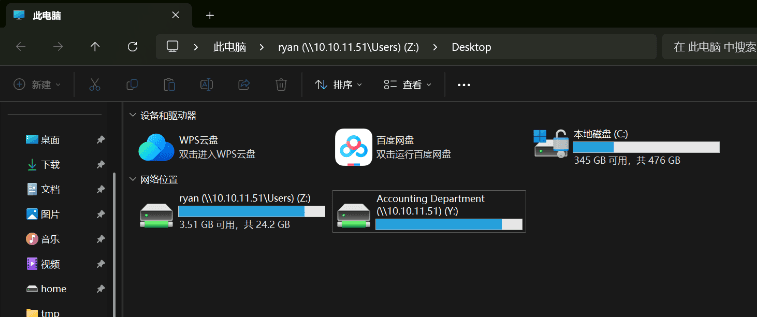 此电脑
此电脑 ryan (\\10.10.11.51\Users) (Z:) Desktop
在 此电脑 中搜索
新建 排序 查看
桌面
下载
文档
图片
音乐
视频
home
tmp
设备和驱动器
WPS云盘
双击进入WPS云盘
百度网盘
双击运行百度网盘
本地磁盘 (C:)
345 GB 可用，共 476 GB
网络位置
ryan (\\10.10.11.51\Users) (Z:)
3.51 GB 可用，共 24.2 GB
Accounting Department
(\\10.10.11.51) (Y:)